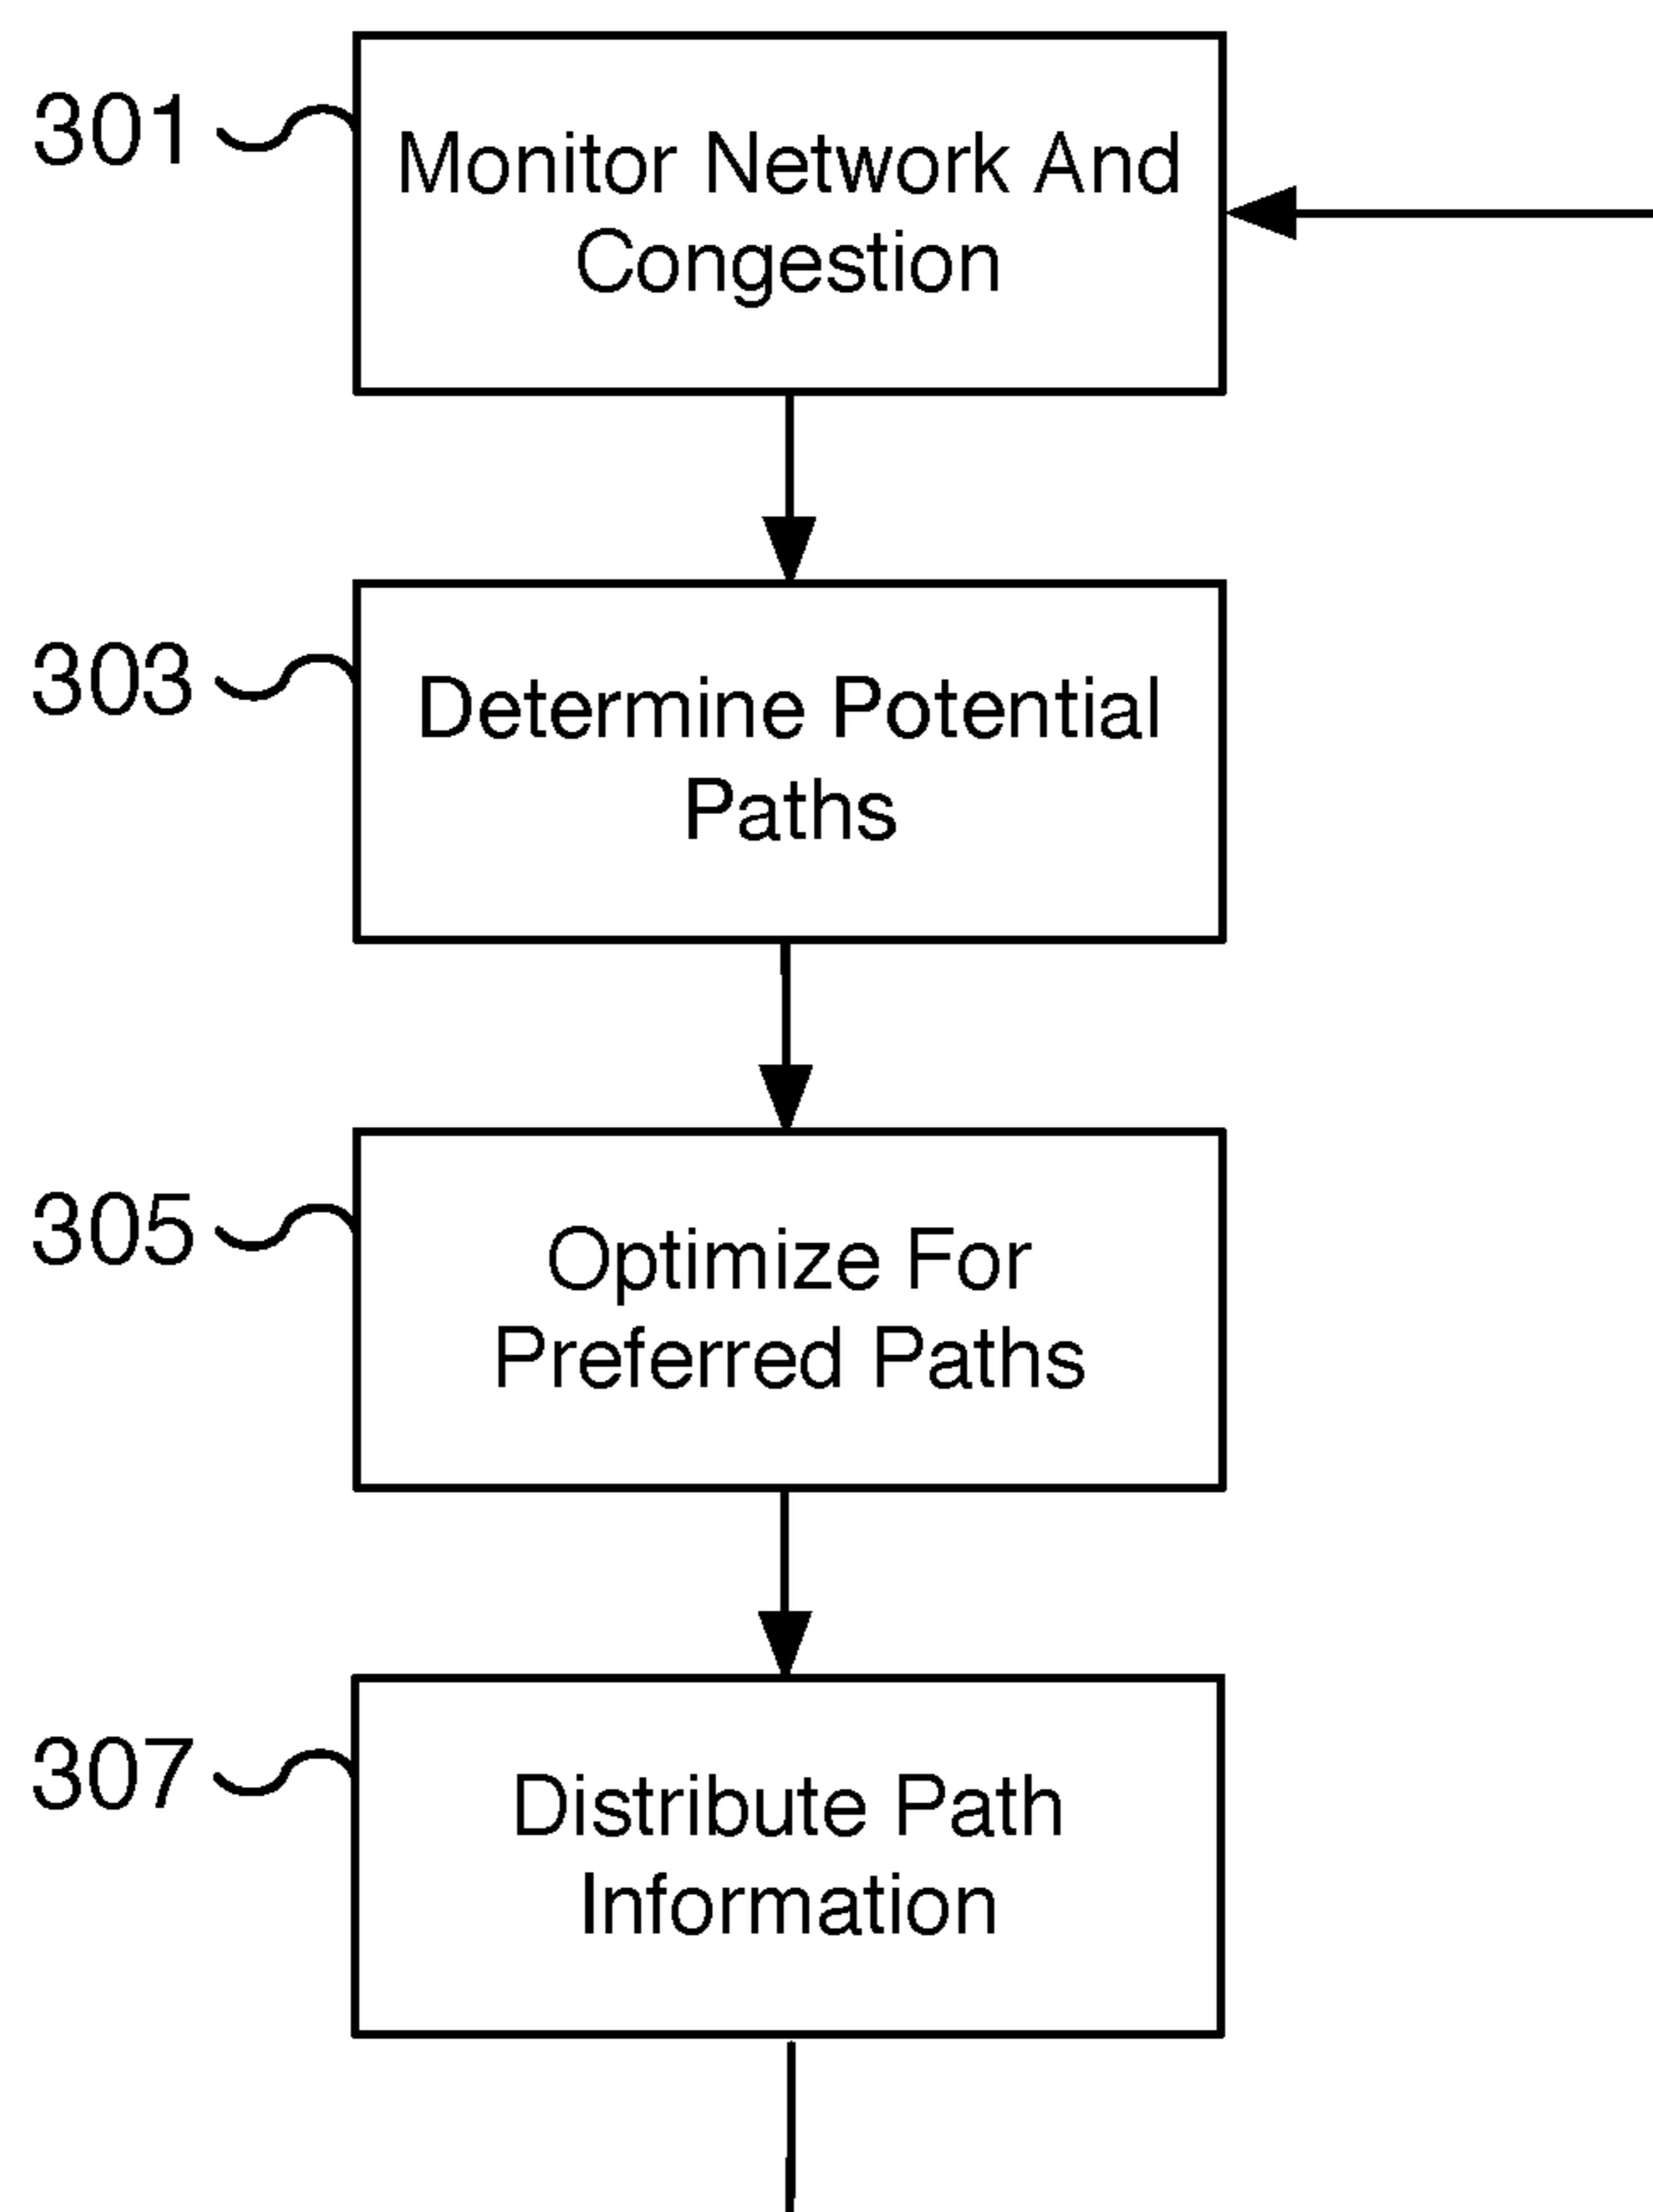 301
Monitor Network And
Congestion
303
Determine Potential
Paths
305
Optimize For
Preferred Paths
307
Distribute Path
Information